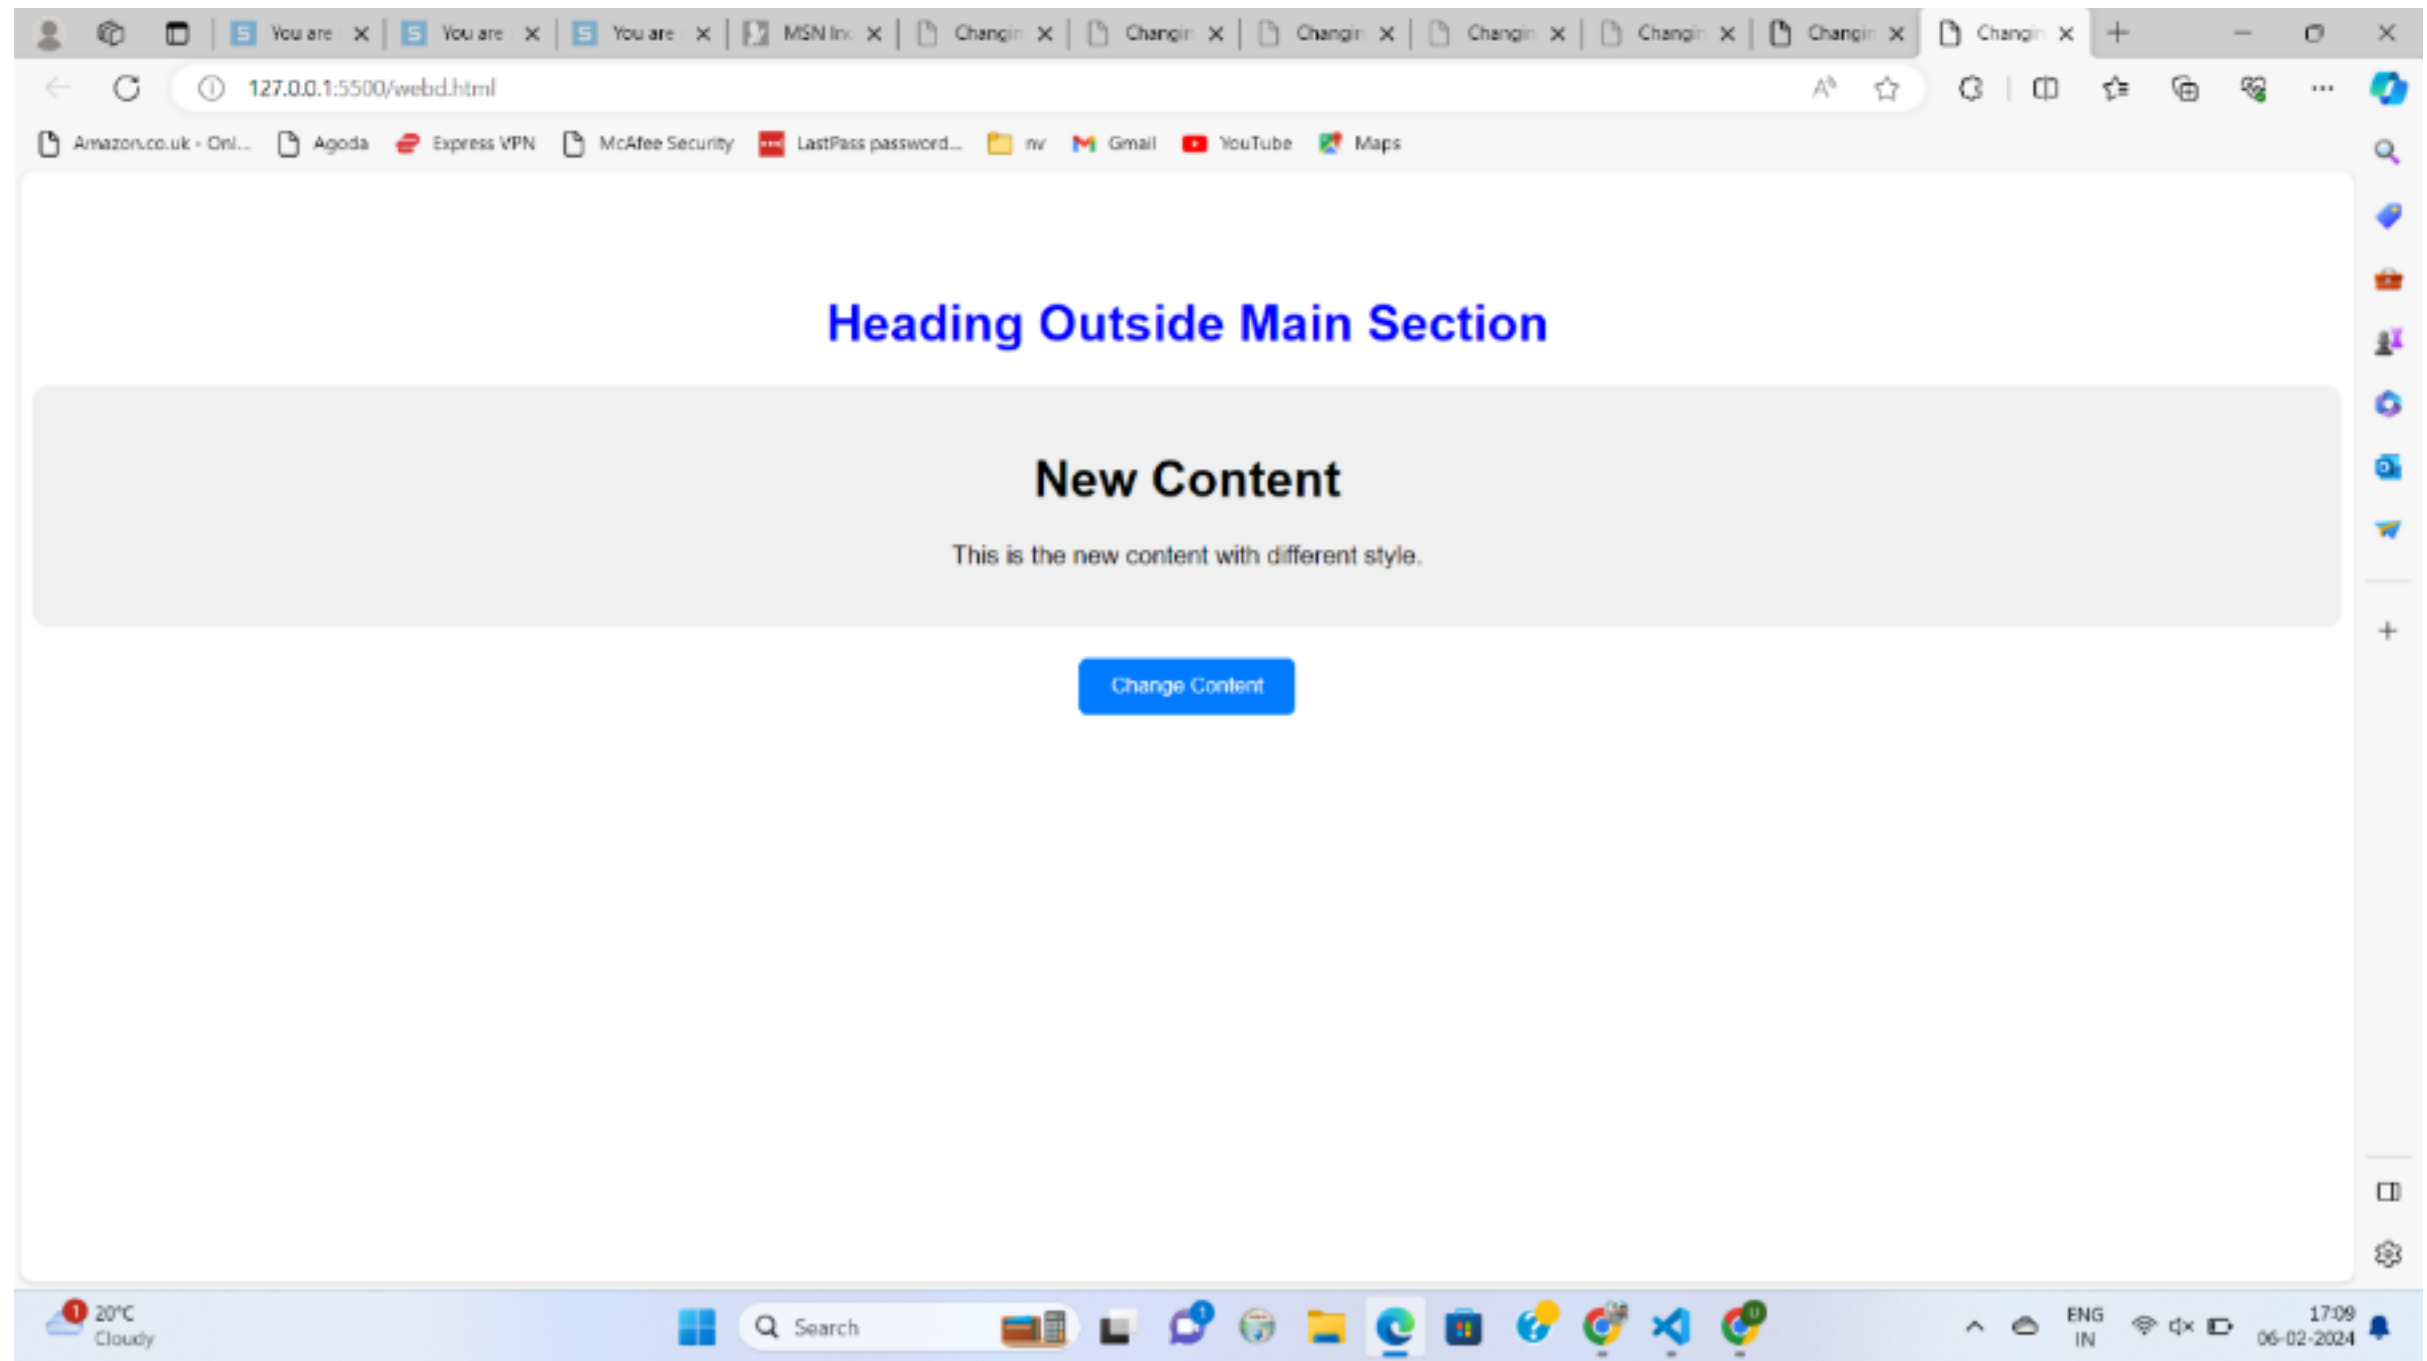 You are
You are
You are
MSN Inc
Changin
Changin
Changin
Changin
Changin
Changin
Changin
127.0.0.1:5500/webd.html
Amazon.co.uk - Onl...
Agoda
Express VPN
McAfee Security
LastPass password...
nv
Gmail
YouTube
Maps
Heading Outside Main Section
New Content
This is the new content with different style.
Change Content
1
20°C
Cloudy
Search
1
U
ENG
IN
17:09
06-02-2024